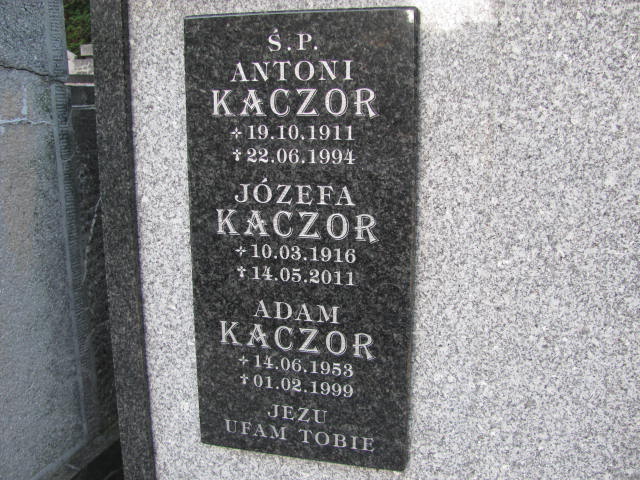 Ś.P.
ANTONI
KACZOR
✢ 19.10.1911
✝ 22.06.1994
JÓZEFA
KACZOR
✢ 10.03.1916
✝ 14.05.2011
ADAM
KACZOR
✢ 14.06.1953
✝ 01.02.1999
JEZU
UFAM TOBIE